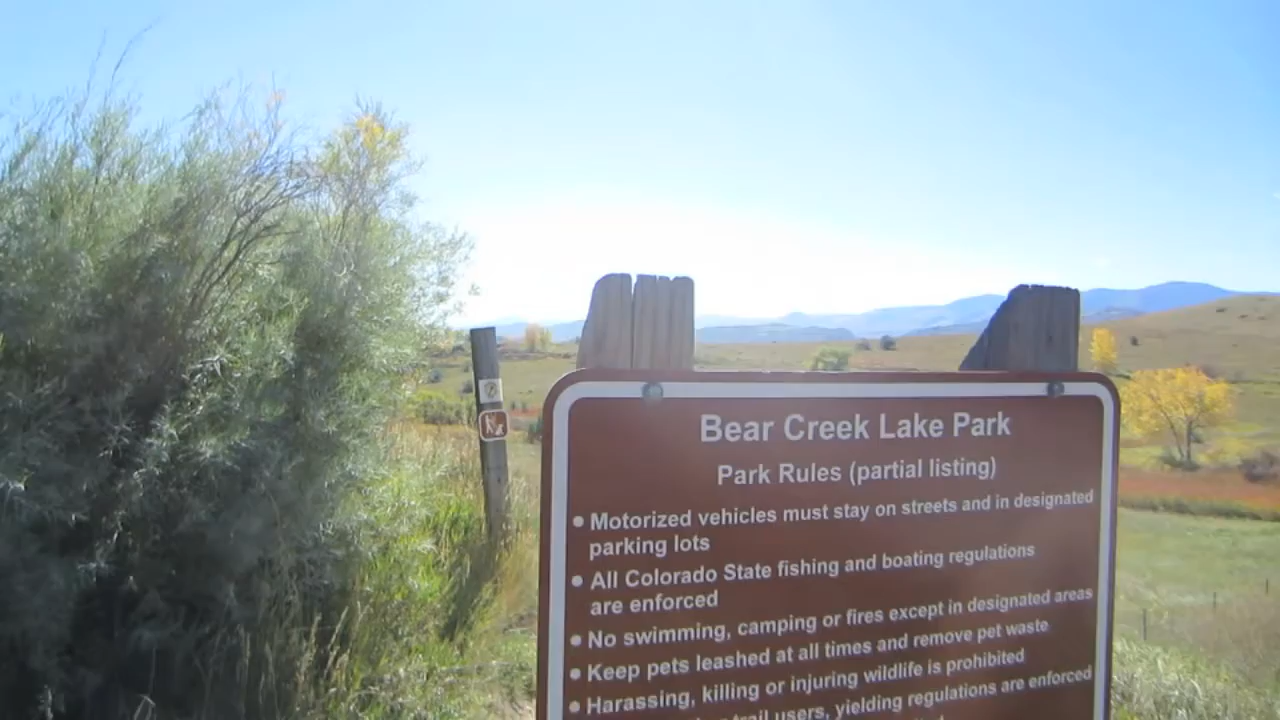 Bear Creek Lake Park
Park Rules (partial listing)
• Motorized vehicles must stay on streets and in designated
parking lots
• All Colorado State fishing and boating regulations
are enforced
• No swimming, camping or fires except in designated areas
• Keep pets leashed at all times and remove pet waste
• Harassing, killing or injuring wildlife is prohibited
trail users, yielding regulations are enforced